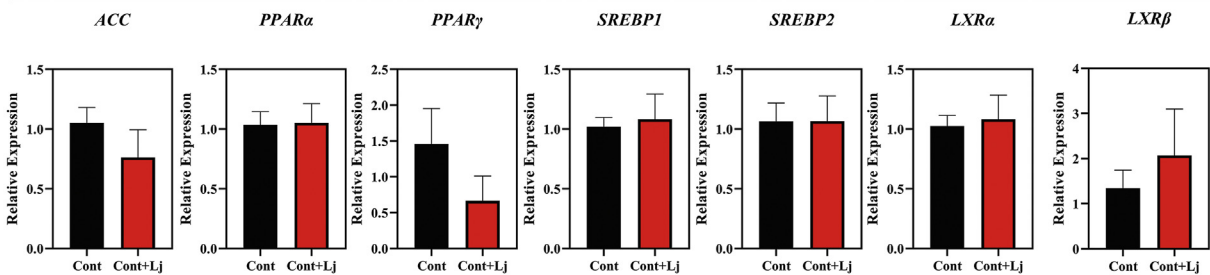 ACC
Relative Expression
1.5
1.0
0.5
0.0
Cont Cont+Lj
PPARα
Relative Expression
1.5
1.0
0.5
0.0
Cont Cont+Lj
PPARγ
Relative Expression
2.5
2.0
1.5
1.0
0.5
0.0
Cont Cont+Lj
SREBP1
Relative Expression
1.5
1.0
0.5
0.0
Cont Cont+Lj
SREBP2
Relative Expression
1.5
1.0
0.5
0.0
Cont Cont+Lj
LXRα
Relative Expression
1.5
1.0
0.5
0.0
Cont Cont+Lj
LXRβ
Relative Expression
4
3
2
1
0
Cont Cont+Lj